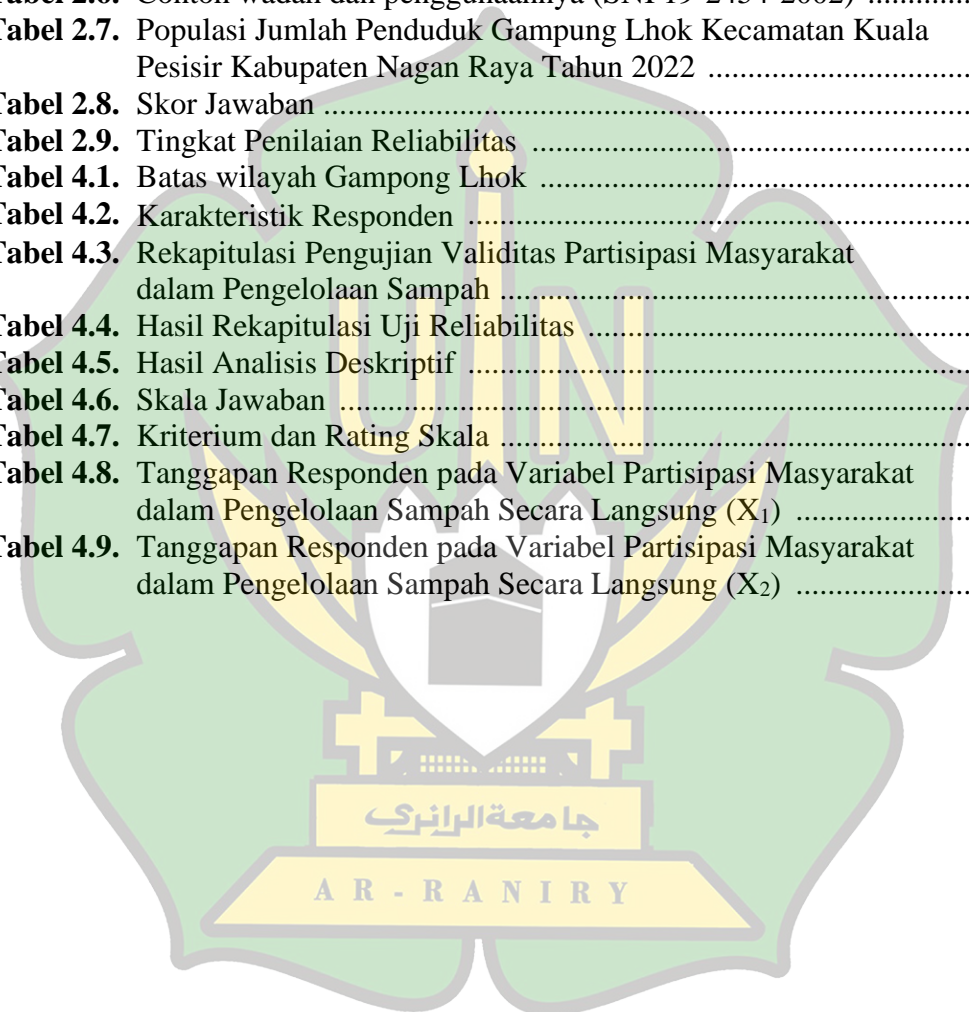 Tabel 2.6. Contoh wadah dan penggunaannya (SNI 19-2454-2002) ............
Tabel 2.7. Populasi Jumlah Penduduk Gampung Lhok Kecamatan Kuala
Pesisir Kabupaten Nagan Raya Tahun 2022 ................................
Tabel 2.8. Skor Jawaban ................................................................
Tabel 2.9. Tingkat Penilaian Reliabilitas ................................................
Tabel 4.1. Batas wilayah Gampong Lhok ................................................
Tabel 4.2. Karakteristik Responden ................................................
Tabel 4.3. Rekapitulasi Pengujian Validitas Partisipasi Masyarakat
dalam Pengelolaan Sampah ................................................
Tabel 4.4. Hasil Rekapitulasi Uji Reliabilitas ................................................
Tabel 4.5. Hasil Analisis Deskriptif ................................................
Tabel 4.6. Skala Jawaban ................................................................
Tabel 4.7. Kriterium dan Rating Skala ................................................
Tabel 4.8. Tanggapan Responden pada Variabel Partisipasi Masyarakat
dalam Pengelolaan Sampah Secara Langsung (X₁) ......................
Tabel 4.9. Tanggapan Responden pada Variabel Partisipasi Masyarakat
dalam Pengelolaan Sampah Secara Langsung (X₂) ......................
UIN
جامعة الرانري
AR-RANIRY